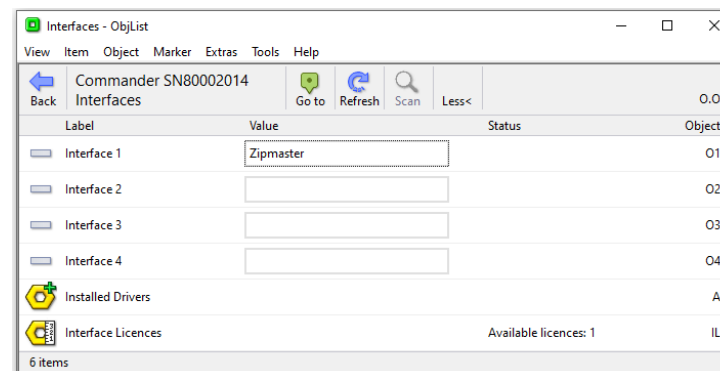 Interfaces - ObjList
View Item Object Marker Extras Tools Help
Commander SN80002014
Interfaces
Back Go to Refresh Scan Less< O.O
Label Value Status Object
Interface 1 Zipmaster O1
Interface 2 O2
Interface 3 O3
Interface 4 O4
Installed Drivers A
Interface Licences Available licences: 1 IL
6 items